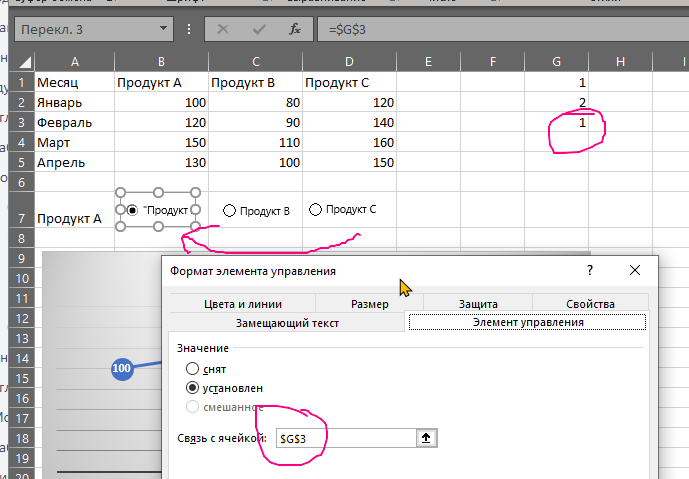 Перекл. 3
fx
=$G$3
A B C D E F G H I
1 Месяц Продукт A Продукт B Продукт C 1
2 Январь 100 80 120 2
3 Февраль 120 90 140 1
4 Март 150 110 160
5 Апрель 130 100 150
6
7 Продукт A "Продукт Продукт B Продукт C
8
9
10
11
12
13
14
15
16
17
18
19
20
100
Формат элемента управления ? ×
Цвета и линии Размер Защита Свойства
Замещающий текст Элемент управления
Значение
снят
установлен
смешанное
Связь с ячейкой: $G$3